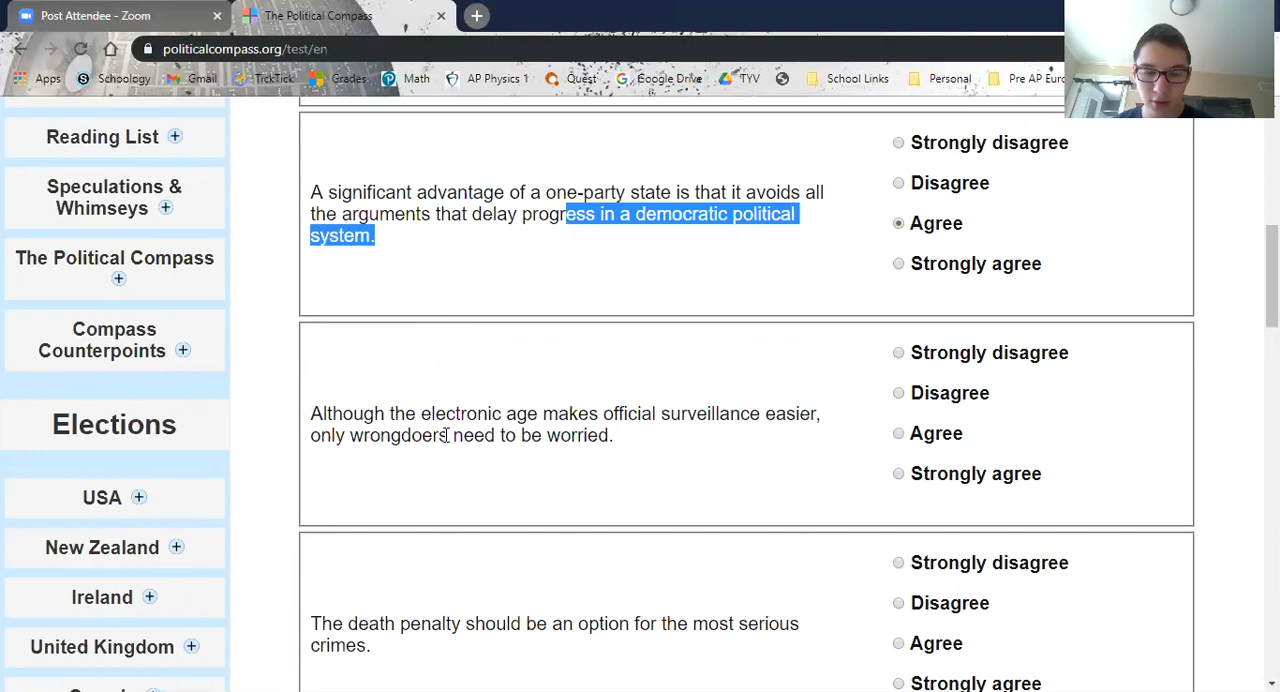 Post Attendee - Zoom
The Political Compass
politicalcompass.org/test/en
Apps Schoology Gmail TickTick Grades Math AP Physics 1 Quest Google Drive TYV School Links Personal Pre AP Euro
Reading List
Speculations &
Whimseys
The Political Compass
Compass
Counterpoints
Elections
USA
New Zealand
Ireland
United Kingdom
A significant advantage of a one-party state is that it avoids all
the arguments that delay progress in a democratic political
system.
Strongly disagree
Disagree
Agree
Strongly agree
Although the electronic age makes official surveillance easier,
only wrongdoers need to be worried.
Strongly disagree
Disagree
Agree
Strongly agree
The death penalty should be an option for the most serious
crimes.
Strongly disagree
Disagree
Agree
Strongly agree